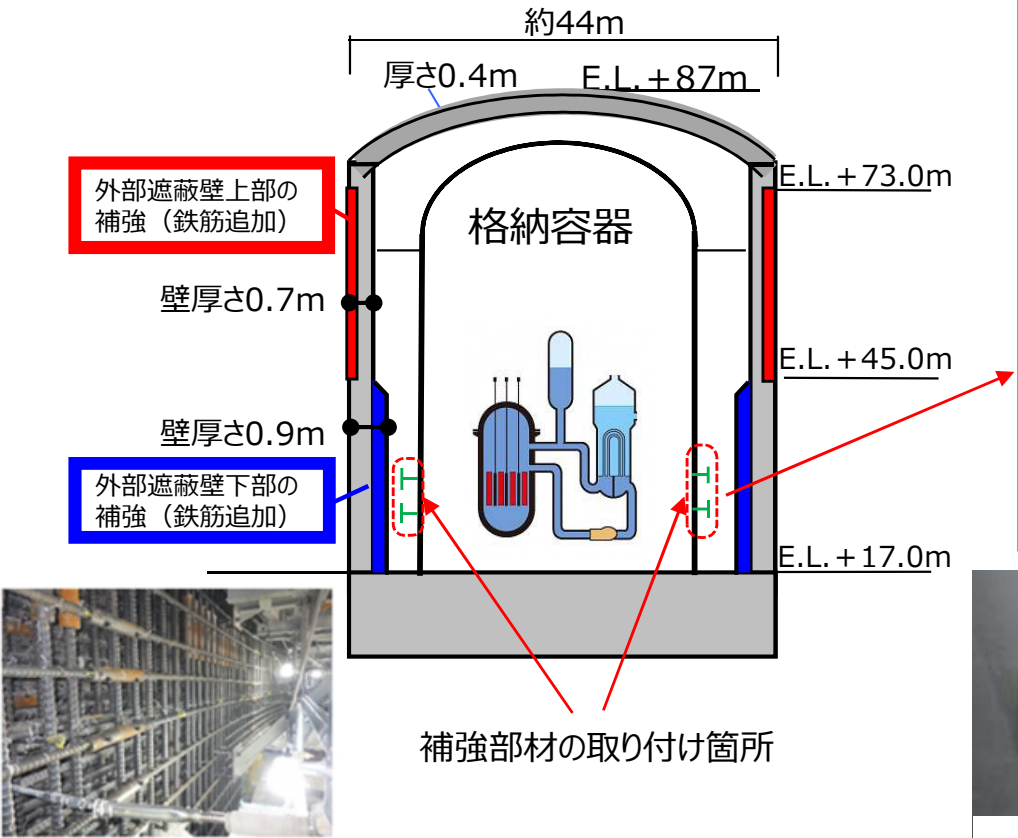 約44m
厚さ0.4m
E.L.+87m
外部遮蔽壁上部の
補強（鉄筋追加）
E.L.+73.0m
格納容器
壁厚さ0.7m
E.L.+45.0m
壁厚さ0.9m
外部遮蔽壁下部の
補強（鉄筋追加）
E.L.+17.0m
補強部材の取り付け箇所